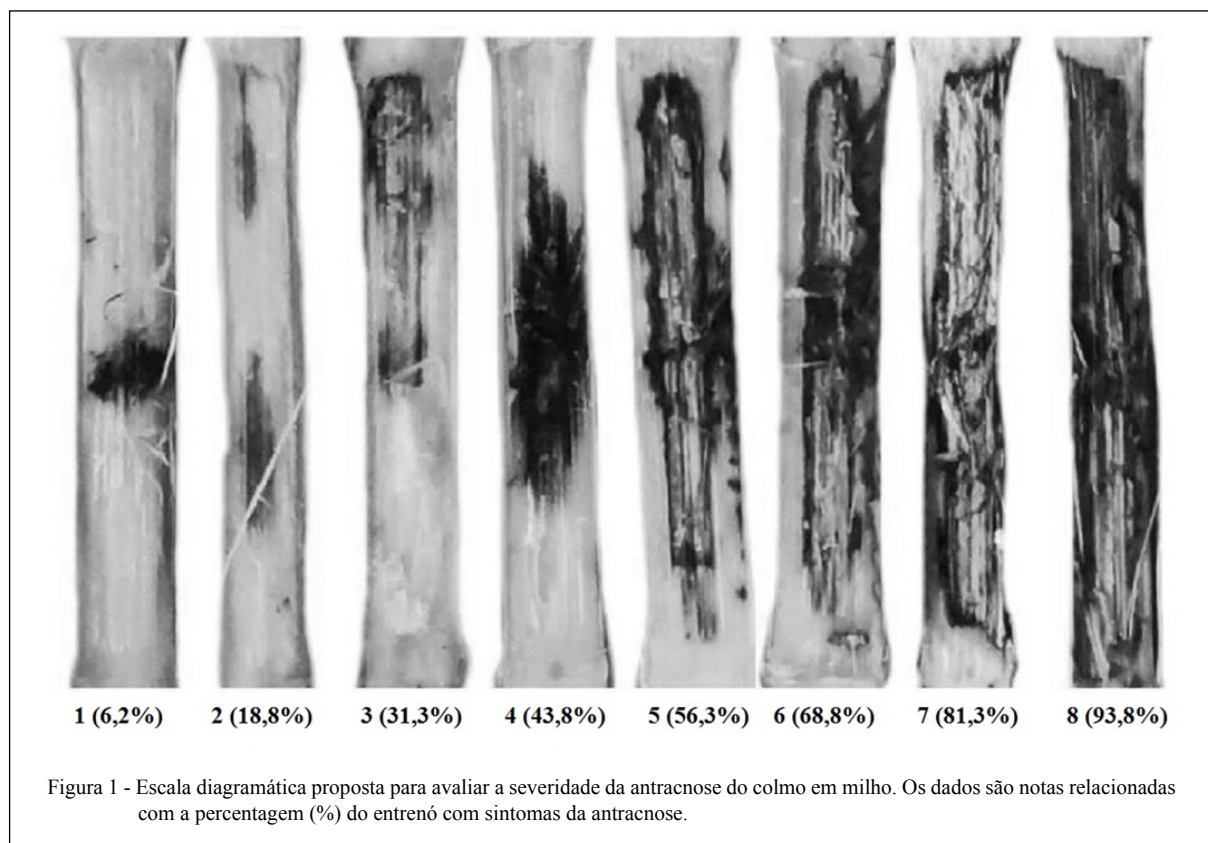 1 (6,2%) 2 (18,8%) 3 (31,3%) 4 (43,8%) 5 (56,3%) 6 (68,8%) 7 (81,3%) 8 (93,8%)
Figura 1 - Escala diagramática proposta para avaliar a severidade da antracnose do colmo em milho. Os dados são notas relacionadas
com a percentagem (%) do entrenó com sintomas da antracnose.